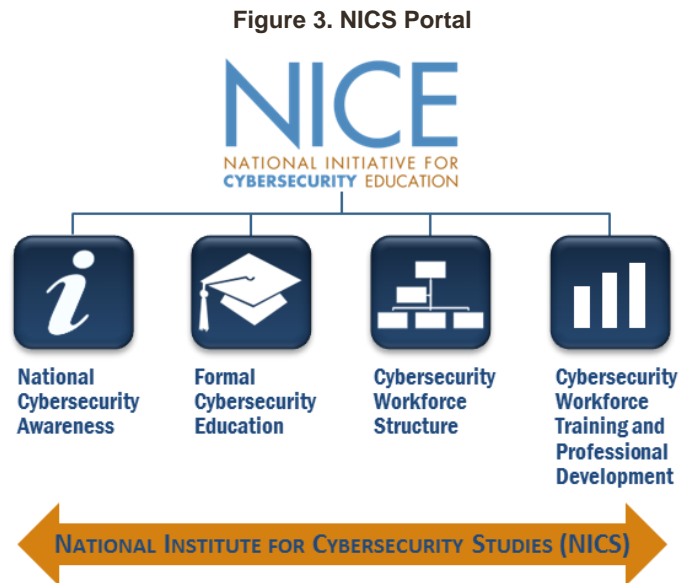 Figure 3. NICS Portal
NICE
NATIONAL INITIATIVE FOR
CYBERSECURITY EDUCATION
i
National
Cybersecurity
Awareness
Formal
Cybersecurity
Education
Cybersecurity
Workforce
Structure
Cybersecurity
Workforce
Training and
Professional
Development
NATIONAL INSTITUTE FOR CYBERSECURITY STUDIES (NICS)